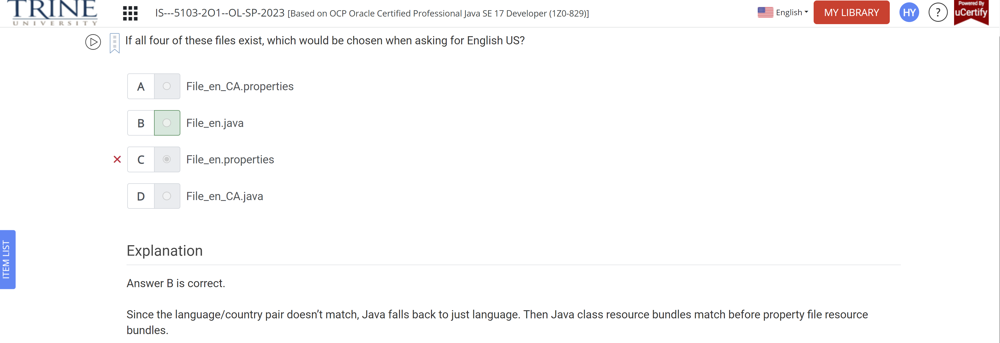 TRINE
UNIVERSITY
IS---5103-2O1--OL-SP-2023 [Based on OCP Oracle Certified Professional Java SE 17 Developer (1Z0-829)]
English
MY LIBRARY
HY
?
Powered By
uCertify
If all four of these files exist, which would be chosen when asking for English US?
A File_en_CA.properties
B File_en.java
C File_en.properties
D File_en_CA.java
ITEM LIST
Explanation
Answer B is correct.
Since the language/country pair doesn’t match, Java falls back to just language. Then Java class resource bundles match before property file resource
bundles.